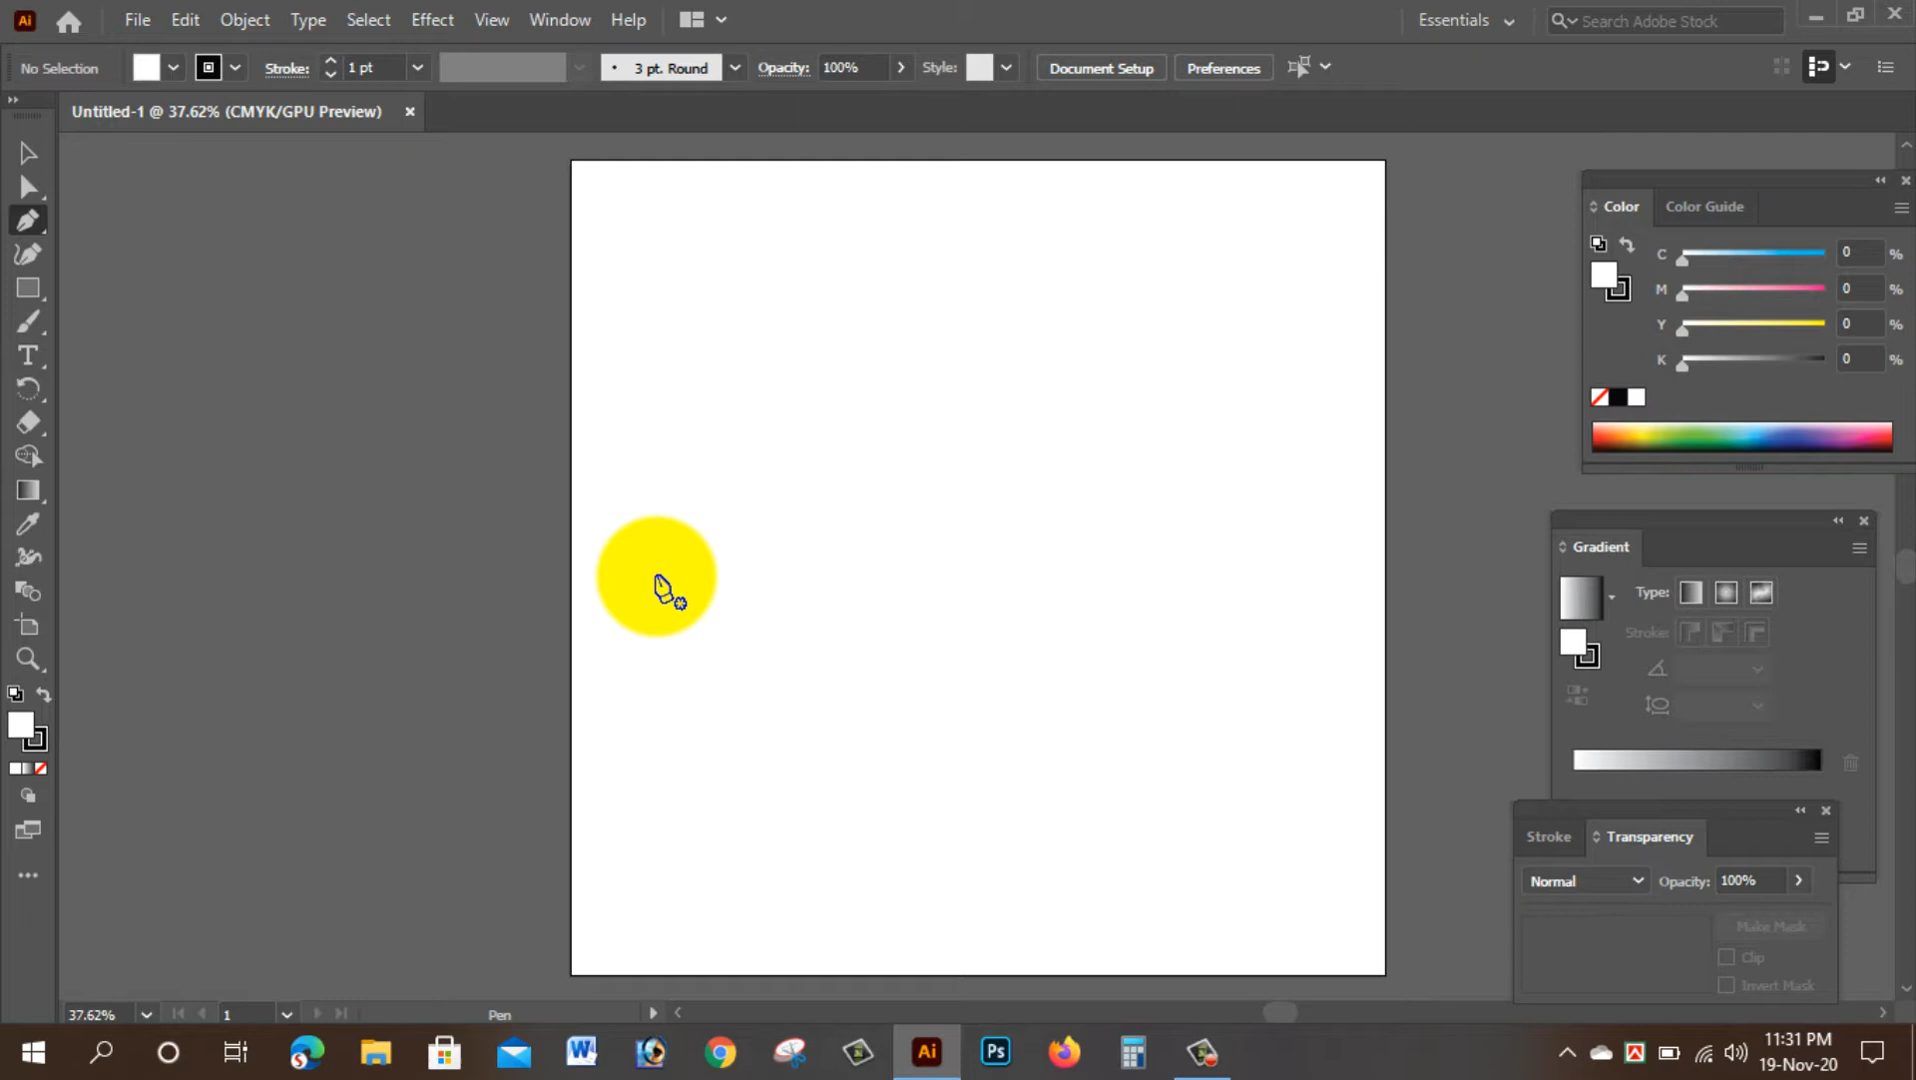 Ai File Edit Object Type Select Effect View Window Help Essentials Search Adobe Stock
No Selection Stroke: 1 pt 3 pt. Round Opacity: 100% Style: Document Setup Preferences
Untitled-1 @ 37.62% (CMYK/GPU Preview)
Color Color Guide
C 0 %
M 0 %
Y 0 %
K 0 %
Gradient
Type:
Stroke:
Stroke Transparency
Normal Opacity: 100%
Make Mask
Clip
Invert Mask
37.62% 1 Pen
S W Ai Ps 11:31 PM
19-Nov-20